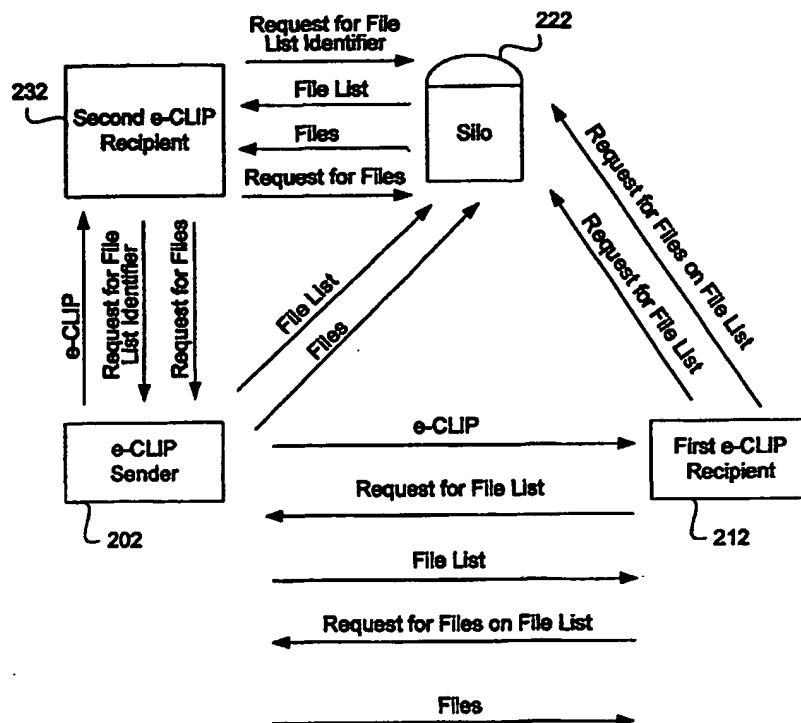 Request for File
List Identifier
222
232
File List
Second e-CLIP
Recipient
Files
Silo
Request for Files
Request for Files on File List
Request for File List
e-CLIP
Request for File
List Identifier
Request for Files
File List
Files
e-CLIP
Sender
e-CLIP
First e-CLIP
Recipient
Request for File List
202
212
File List
Request for Files on File List
Files